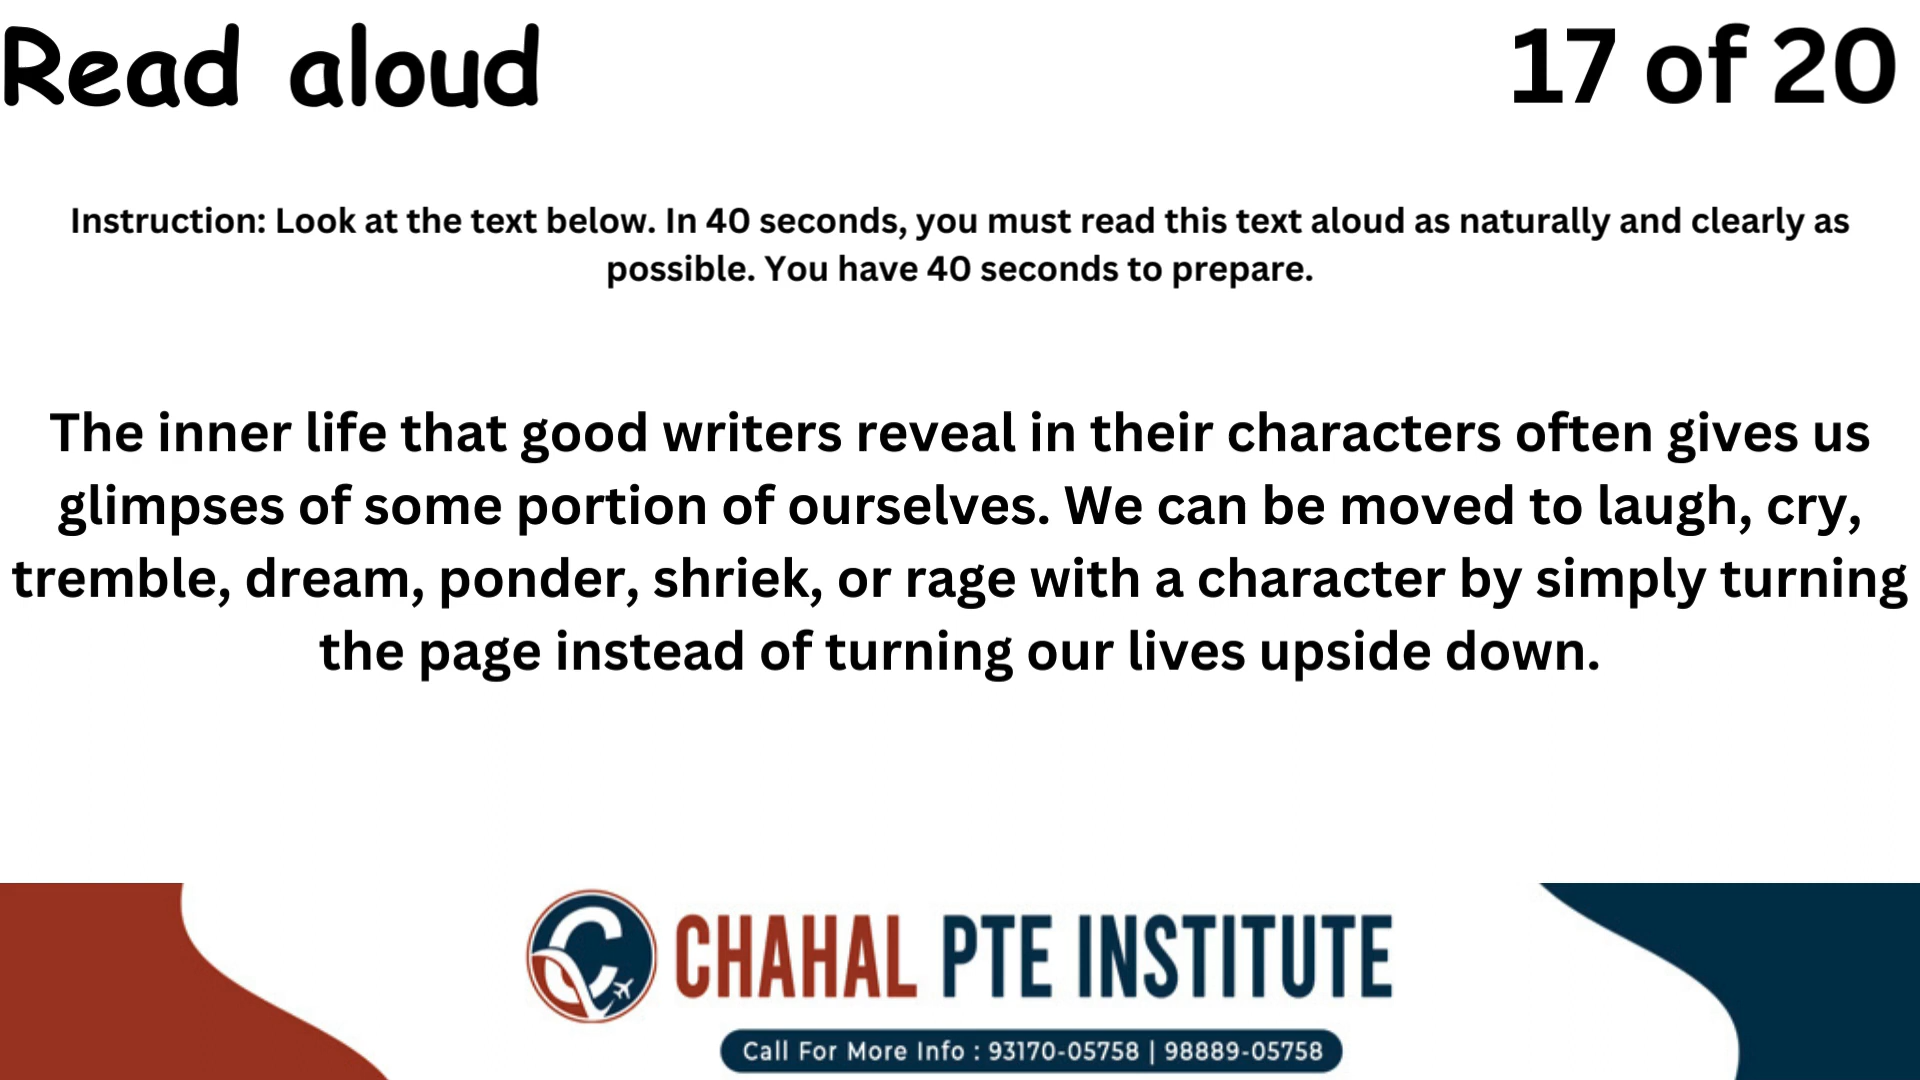 Read aloud
17 of 20
Instruction: Look at the text below. In 40 seconds, you must read this text aloud as naturally and clearly as
possible. You have 40 seconds to prepare.
The inner life that good writers reveal in their characters often gives us
glimpses of some portion of ourselves. We can be moved to laugh, cry,
tremble, dream, ponder, shriek, or rage with a character by simply turning
the page instead of turning our lives upside down.
CHAHAL PTE INSTITUTE
Call For More Info : 93170-05758 | 98889-05758